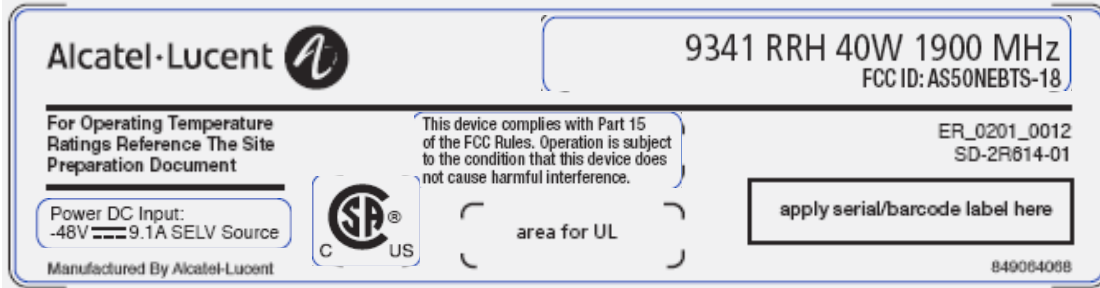 Alcatel·Lucent
9341 RRH 40W 1900 MHz
FCC ID: AS50NEBTS-18
For Operating Temperature
Ratings Reference The Site
Preparation Document
This device complies with Part 15
of the FCC Rules. Operation is subject
to the condition that this device does
not cause harmful interference.
ER_0201_0012
SD-2R614-01
Power DC Input:
-48V ⎓ 9.1A SELV Source
SA ®
C US
area for UL
apply serial/barcode label here
Manufactured By Alcatel-Lucent
849064068